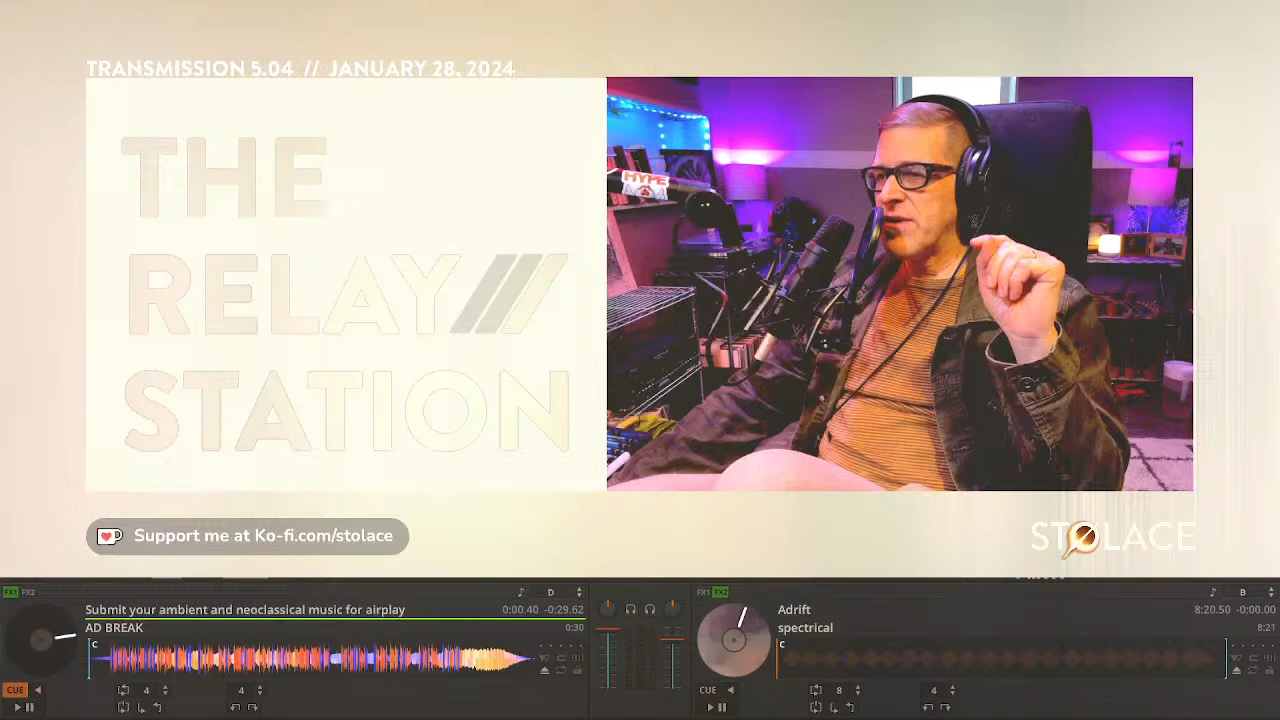 TRANSMISSION 5.04 // JANUARY 28, 2024
THE
RELAY//
STATION
HYPE
Support me at Ko-fi.com/stolace
STØLACE
FX1 FX2
D
Submit your ambient and neoclassical music for airplay
0:00.40 -0:29.62
AD BREAK
0:30
C
CUE
4
4
FX1 FX2
B
Adrift
8:20.50 -0:00.00
spectrical
8:21
C
CUE
8
4